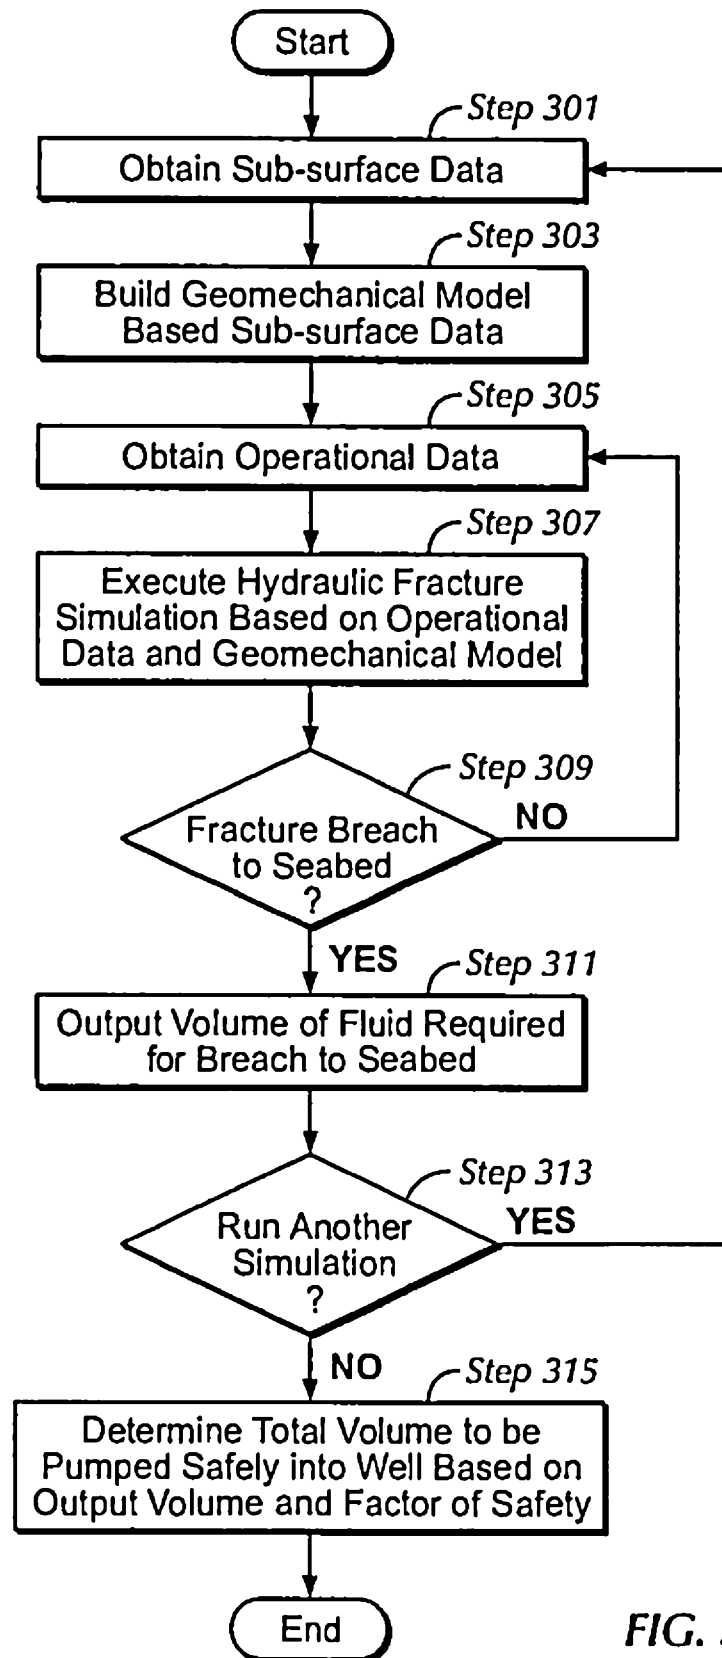 Start
Step 301
Obtain Sub-surface Data
Step 303
Build Geomechanical Model
Based Sub-surface Data
Step 305
Obtain Operational Data
Step 307
Execute Hydraulic Fracture
Simulation Based on Operational
Data and Geomechanical Model
Step 309
Fracture Breach
to Seabed
?
NO
YES
Step 311
Output Volume of Fluid Required
for Breach to Seabed
Step 313
Run Another
Simulation
?
YES
NO
Step 315
Determine Total Volume to be
Pumped Safely into Well Based on
Output Volume and Factor of Safety
End
FIG.